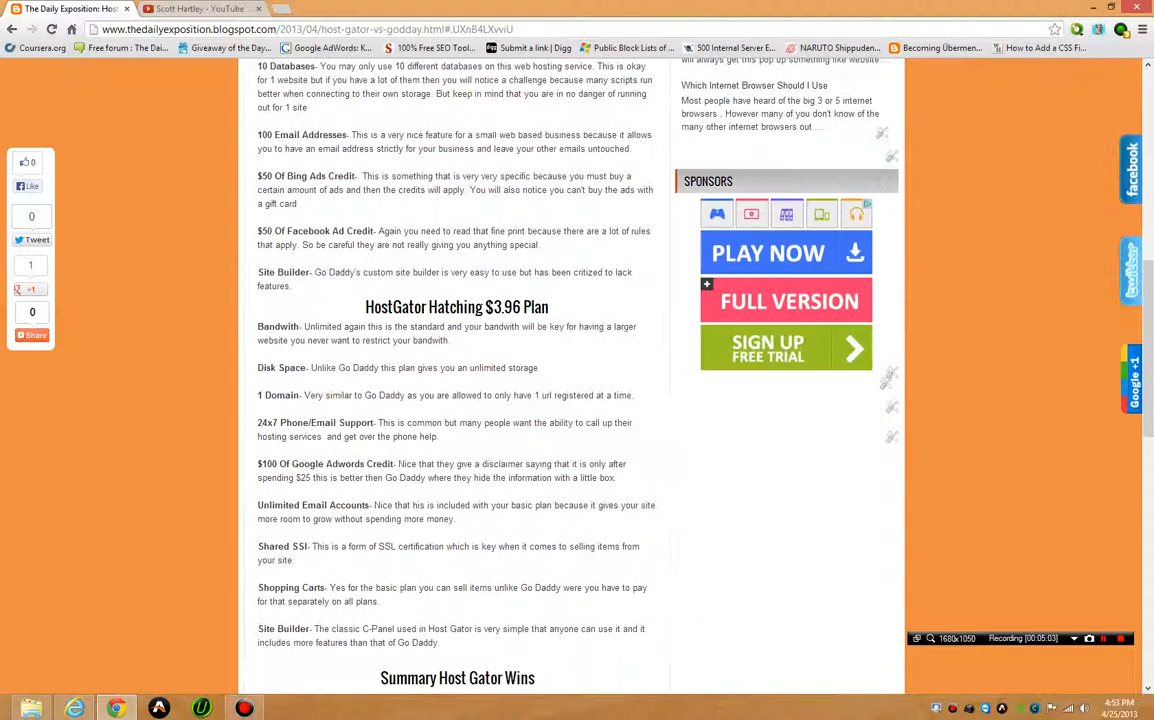 The Daily Exposition: Host
Scott Hartley - YouTube
www.thedailyexposition.blogspot.com/2013/04/host-gator-vs-godday.html#.UXnB4LXvviU
Coursera.org
Free forum : The Dai...
Giveaway of the Day...
Google AdWords: K...
100% Free SEO Tool...
Submit a link | Digg
Public Block Lists of ...
500 Internal Server E...
NARUTO Shippuden...
Becoming Übermen...
How to Add a CSS Fi...
10 Databases- You may only use 10 different databases on this web hosting service. This is okay
for 1 website but if you have a lot of them then you will notice a challenge because many scripts run
better when connecting to their own storage. But keep in mind that you are in no danger of running
out for 1 site
100 Email Addresses- This is a very nice feature for a small web based business because it allows
you to have an email address strictly for your business and leave your other emails untouched.
$50 Of Bing Ads Credit- This is something that is very very specific because you must buy a
certain amount of ads and then the credits will apply. You will also notice you can't buy the ads with
a gift card
$50 Of Facebook Ad Credit- Again you need to read that fine print because there are a lot of rules
that apply. So be careful they are not really giving you anything special.
Site Builder- Go Daddy's custom site builder is very easy to use but has been critized to lack
features.
HostGator Hatching $3.96 Plan
Bandwith- Unlimited again this is the standard and your bandwith will be key for having a larger
website you never want to restrict your bandwith.
Disk Space- Unlike Go Daddy this plan gives you an unlimited storage
1 Domain- Very similar to Go Daddy as you are allowed to only have 1 url registered at a time.
24x7 Phone/Email Support- This is common but many people want the ability to call up their
hosting services and get over the phone help.
$100 Of Google Adwords Credit- Nice that they give a disclaimer saying that it is only after
spending $25 this is better then Go Daddy where they hide the information with a little box.
Unlimited Email Accounts- Nice that his is included with your basic plan because it gives your site
more room to grow without spending more money.
Shared SSl- This is a form of SSL certification which is key when it comes to selling items from
your site.
Shopping Carts- Yes for the basic plan you can sell items unlike Go Daddy were you have to pay
for that separately on all plans.
Site Builder- The classic C-Panel used in Host Gator is very simple that anyone can use it and it
includes more features than that of Go Daddy.
Summary Host Gator Wins
will always get this pop up something like website....
Which Internet Browser Should I Use
Most people have heard of the big 3 or 5 internet
browsers . However many of you don't know of the
many other internet browsers out ....
SPONSORS
PLAY NOW
FULL VERSION
SIGN UP
FREE TRIAL
0
Like
0
Tweet
1
+1
0
Share
facebook
twitter
Google +1
1680x1050
Recording [00:05:03]
4:53 PM
4/25/2013